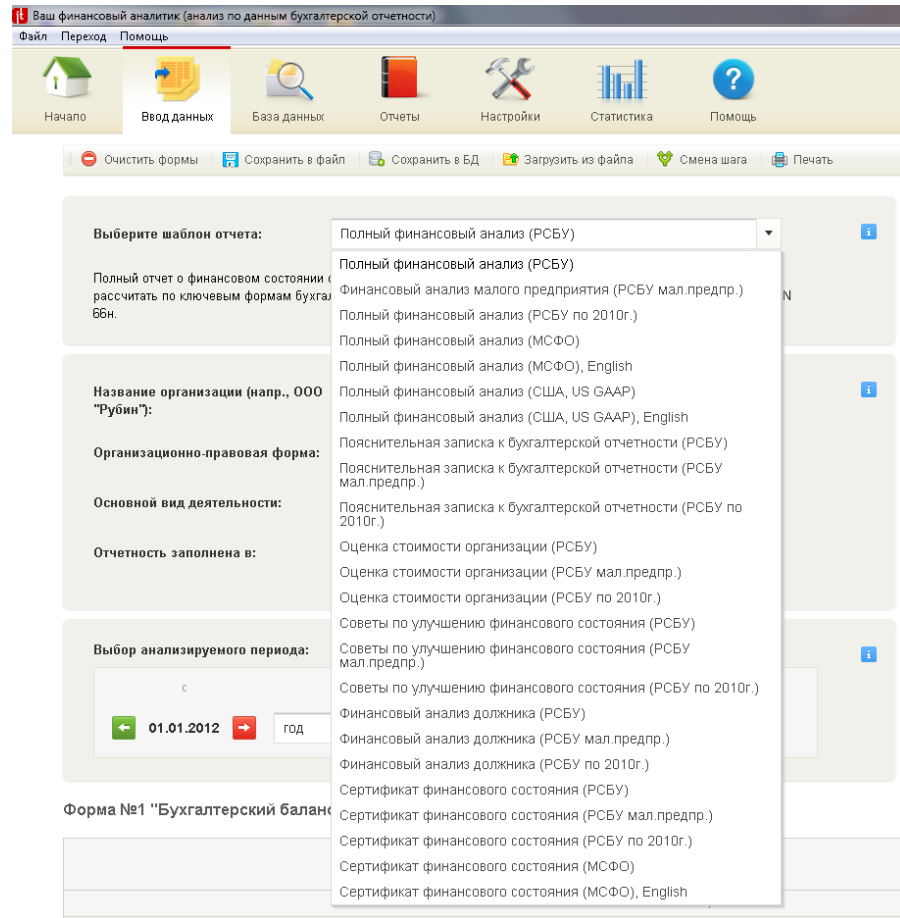 Ваш финансовый аналитик (анализ по данным бухгалтерской отчетности)
Файл Переход Помощь
Начало Ввод данных База данных Отчеты Настройки Статистика Помощь
Очистить формы Сохранить в файл Сохранить в БД Загрузить из файла Смена шага Печать
Выберите шаблон отчета: Полный финансовый анализ (РСБУ)
Полный отчет о финансовом состоянии
рассчитать по ключевым формам N
66н.
Полный финансовый анализ (РСБУ)
Финансовый анализ малого предприятия (РСБУ мал.предпр.)
Полный финансовый анализ (РСБУ по 2010г.)
Полный финансовый анализ (МСФО)
Полный финансовый анализ (МСФО), English
Полный финансовый анализ (США, US GAAP)
Полный финансовый анализ (США, US GAAP), English
Пояснительная записка к бухгалтерской отчетности (РСБУ)
Пояснительная записка к бухгалтерской отчетности (РСБУ
мал.предпр.)
Пояснительная записка к бухгалтерской отчетности (РСБУ по
2010г.)
Оценка стоимости организации (РСБУ)
Оценка стоимости организации (РСБУ мал.предпр.)
Оценка стоимости организации (РСБУ по 2010г.)
Советы по улучшению финансового состояния (РСБУ)
Советы по улучшению финансового состояния (РСБУ
мал.предпр.)
Советы по улучшению финансового состояния (РСБУ по 2010г.)
Финансовый анализ должника (РСБУ)
Финансовый анализ должника (РСБУ мал.предпр.)
Финансовый анализ должника (РСБУ по 2010г.)
Сертификат финансового состояния (РСБУ)
Сертификат финансового состояния (РСБУ мал.предпр.)
Сертификат финансового состояния (РСБУ по 2010г.)
Сертификат финансового состояния (МСФО)
Сертификат финансового состояния (МСФО), English
Название организации (напр., ООО
"Рубин"):
Организационно-правовая форма:
Основной вид деятельности:
Отчетность заполнена в:
Выбор анализируемого периода:
с
01.01.2012 год
Форма №1 "Бухгалтерский